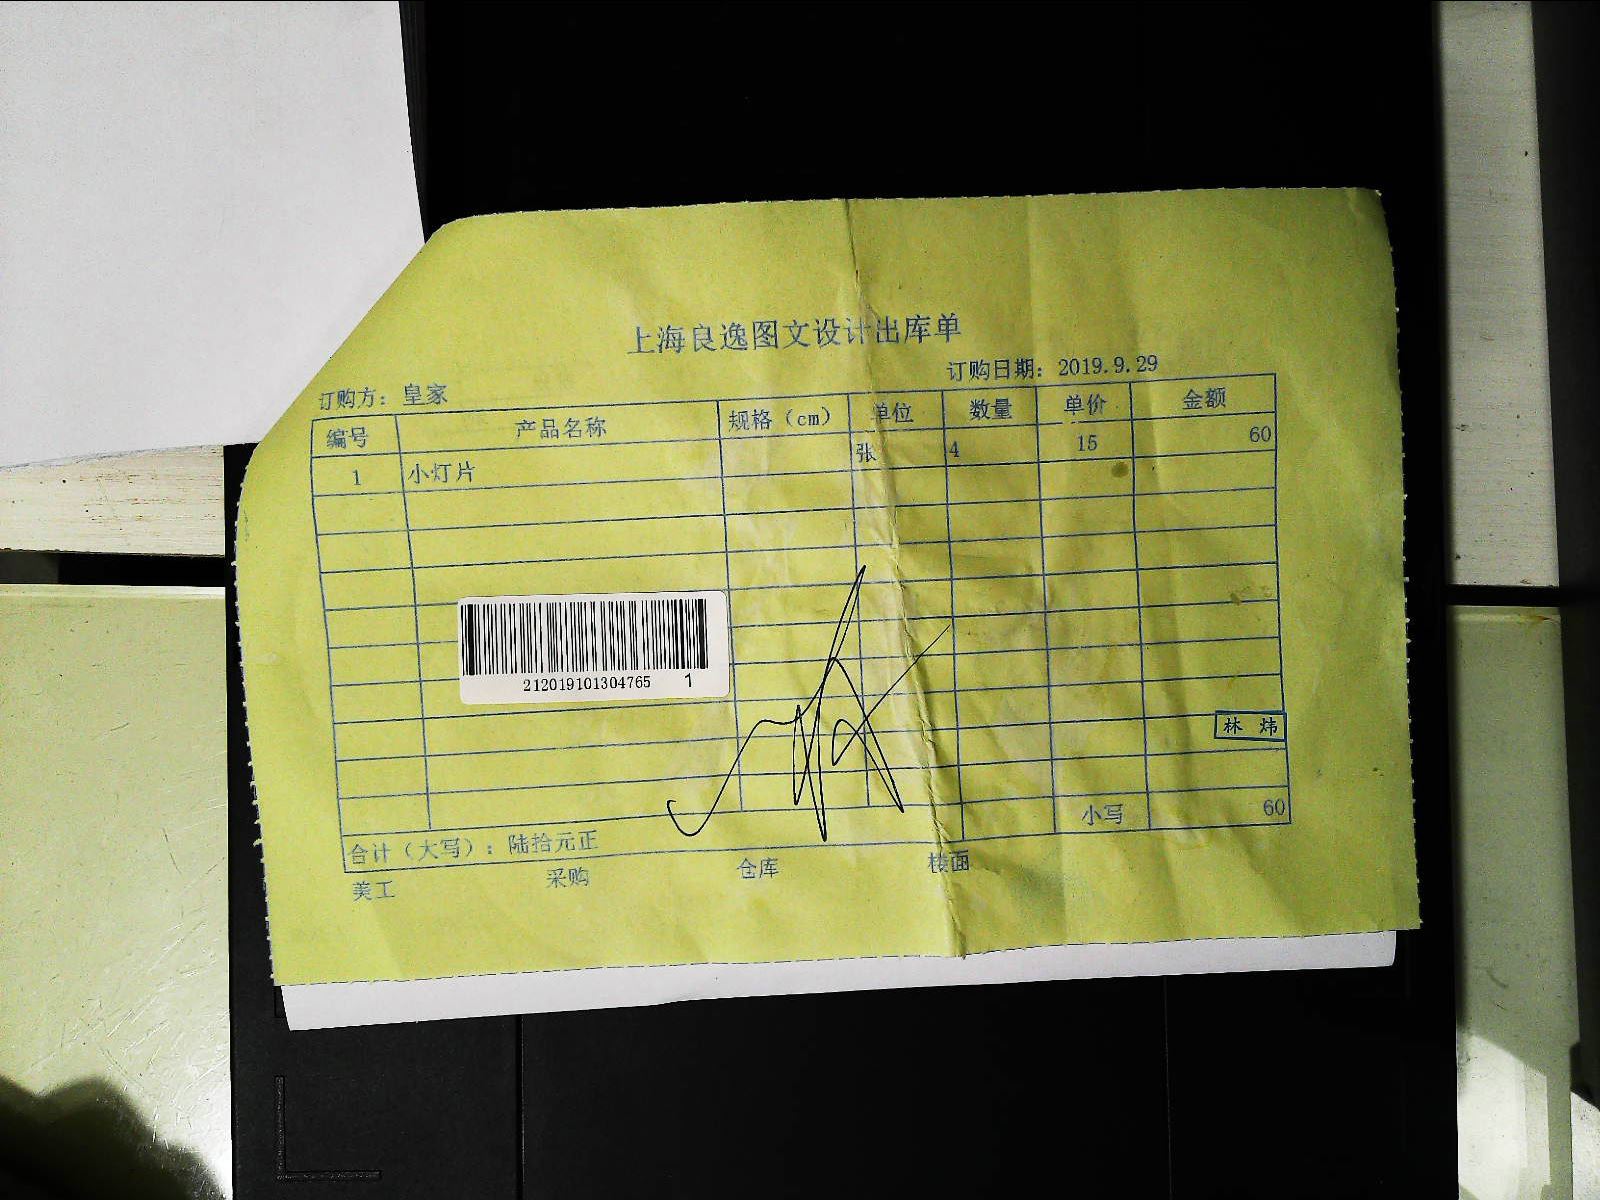 上海良逸图文设计出库单
订购方：皇家 订购日期：2019.9.29
编号 产品名称 规格（cm） 单位 数量 单价 金额
1 小灯片 张 4 15 60
212019101304765 1
林 炜
合计（大写）：陆拾元正 小写 60
美工 采购 仓库 楼面